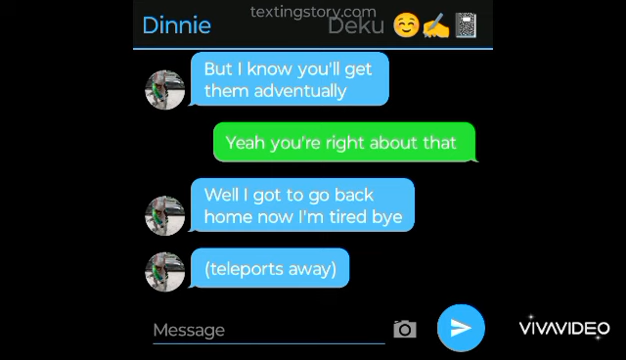 textingstory.com
Dinnie
Deku ☺️✍️📓
But I know you'll get
them adventually
Yeah you're right about that
Well I got to go back
home now I'm tired bye
(teleports away)
Message
VIVAVIDEO